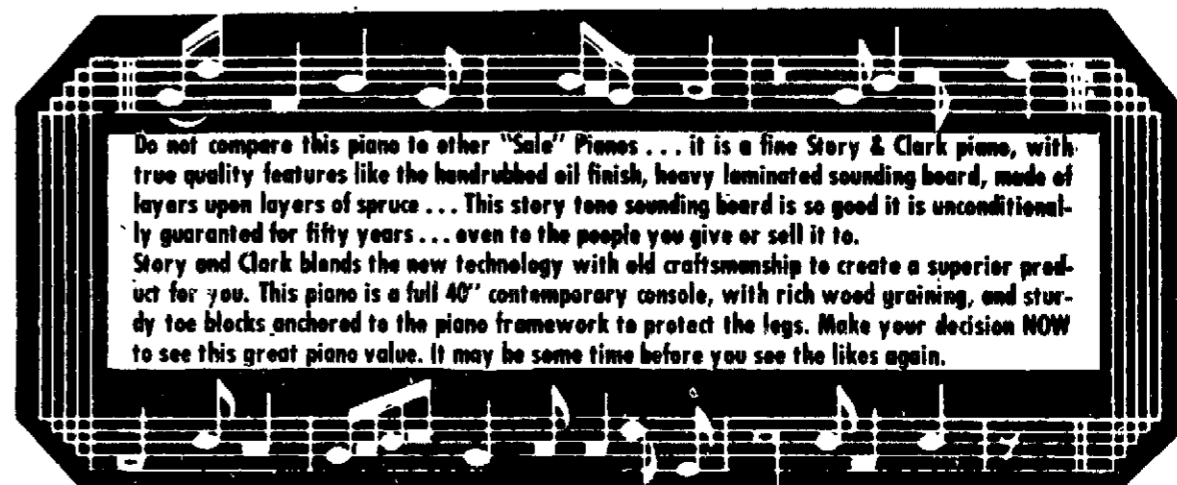 Do not compare this piano to other "Sale" Pianos . . . it is a fine Story & Clark piano, with
true quality features like the handrubbed oil finish, heavy laminated sounding board, made of
layers upon layers of spruce . . . This story tone sounding board is so good it is unconditional-
ly guaranted for fifty years . . . even to the people you give or sell it to.
Story and Clark blends the new technology with old craftsmanship to create a superior prod-
uct for you. This piano is a full 40" contemporary console, with rich wood graining, and stur-
dy toe blocks anchored to the piano framework to protect the legs. Make your decision NOW
to see this great piano value. It may be some time before you see the likes again.